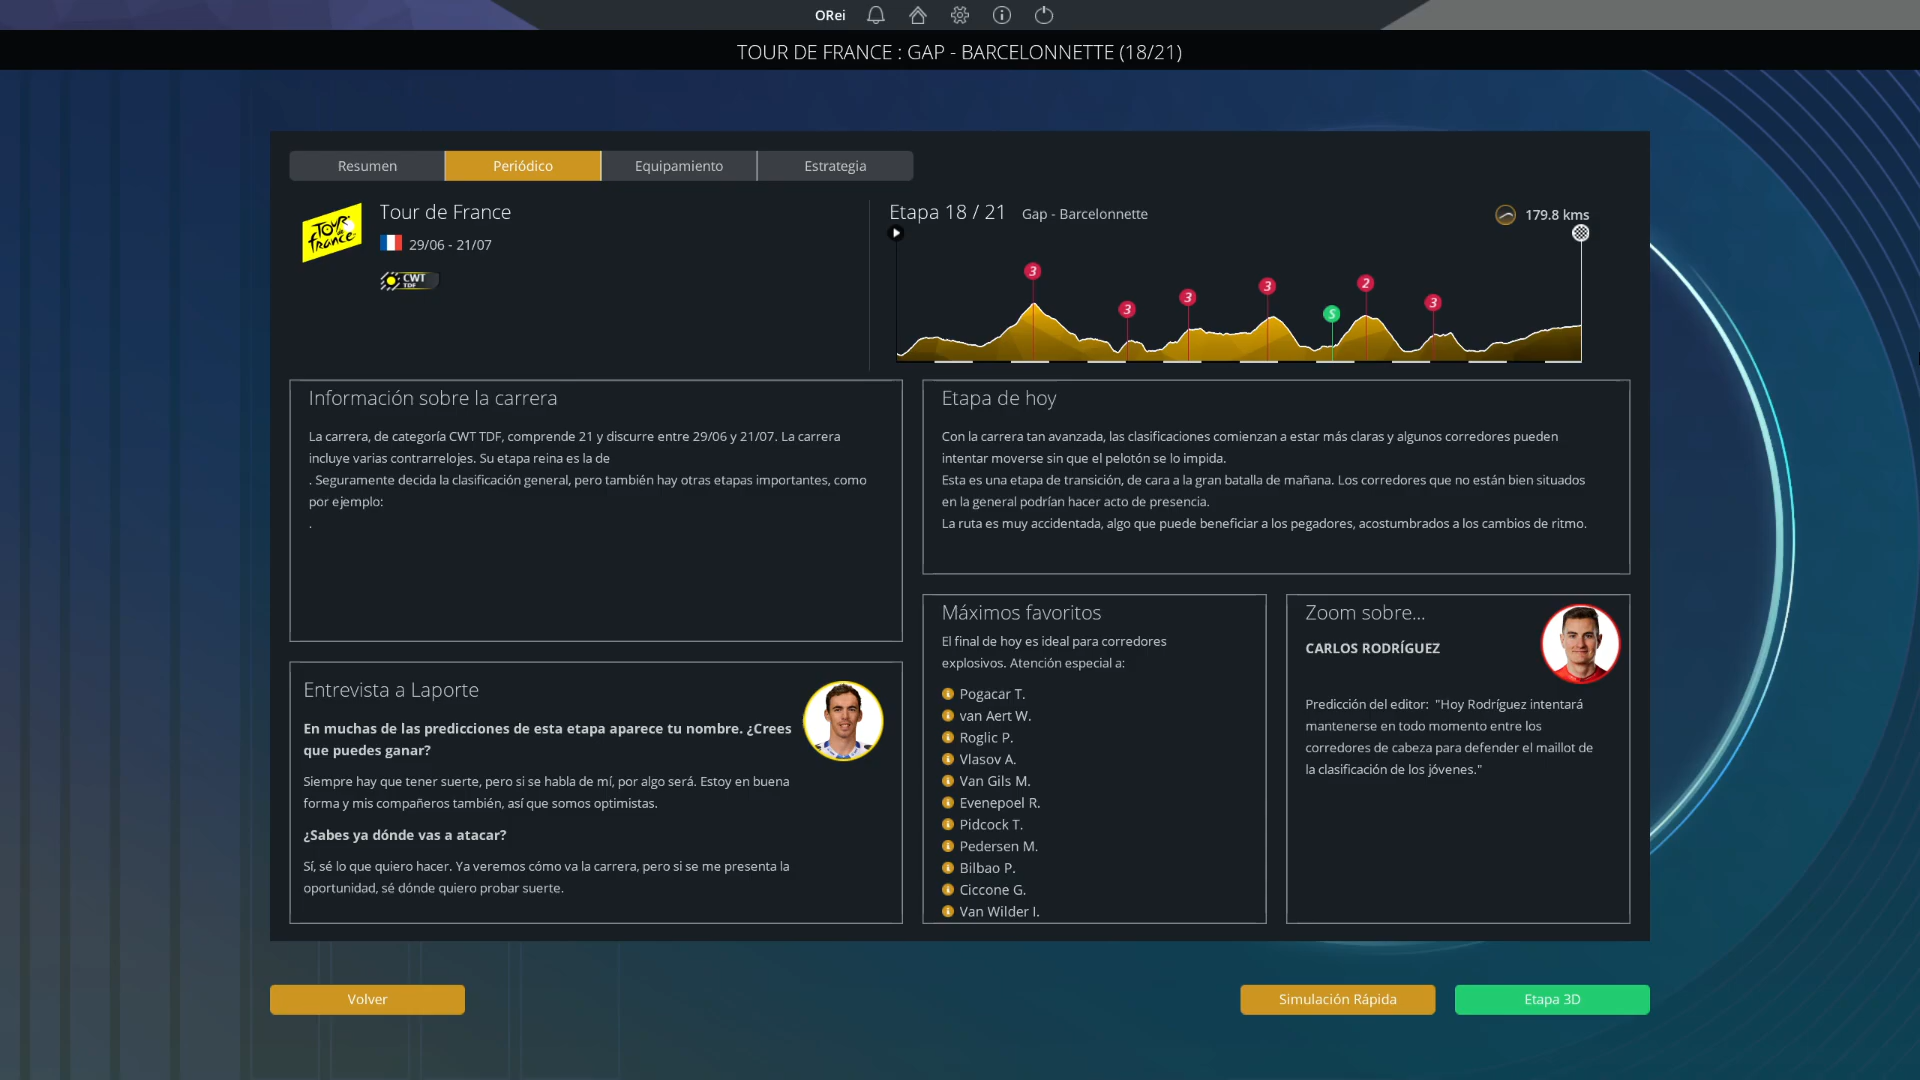 ORei
TOUR DE FRANCE : GAP - BARCELONNETTE (18/21)
Resumen
Periódico
Equipamiento
Estrategia
TOUR de france
Tour de France
29/06 - 21/07
CWT
TDF
Etapa 18 / 21
Gap - Barcelonnette
179.8 kms
3
3
3
3
S
2
3
Información sobre la carrera
La carrera, de categoría CWT TDF, comprende 21 y discurre entre 29/06 y 21/07. La carrera
incluye varias contrarrelojes. Su etapa reina es la de
. Seguramente decida la clasificación general, pero también hay otras etapas importantes, como
por ejemplo:
.
Etapa de hoy
Con la carrera tan avanzada, las clasificaciones comienzan a estar más claras y algunos corredores pueden
intentar moverse sin que el pelotón se lo impida.
Esta es una etapa de transición, de cara a la gran batalla de mañana. Los corredores que no están bien situados
en la general podrían hacer acto de presencia.
La ruta es muy accidentada, algo que puede beneficiar a los pegadores, acostumbrados a los cambios de ritmo.
Entrevista a Laporte
En muchas de las predicciones de esta etapa aparece tu nombre. ¿Crees
que puedes ganar?
Siempre hay que tener suerte, pero si se habla de mí, por algo será. Estoy en buena
forma y mis compañeros también, así que somos optimistas.
¿Sabes ya dónde vas a atacar?
Sí, sé lo que quiero hacer. Ya veremos cómo va la carrera, pero si se me presenta la
oportunidad, sé dónde quiero probar suerte.
Máximos favoritos
El final de hoy es ideal para corredores
explosivos. Atención especial a:
Pogacar T.
van Aert W.
Roglic P.
Vlasov A.
Van Gils M.
Evenepoel R.
Pidcock T.
Pedersen M.
Bilbao P.
Ciccone G.
Van Wilder I.
Zoom sobre...
CARLOS RODRÍGUEZ
Predicción del editor:  "Hoy Rodríguez intentará
mantenerse en todo momento entre los
corredores de cabeza para defender el maillot de
la clasificación de los jóvenes."
Volver
Simulación Rápida
Etapa 3D